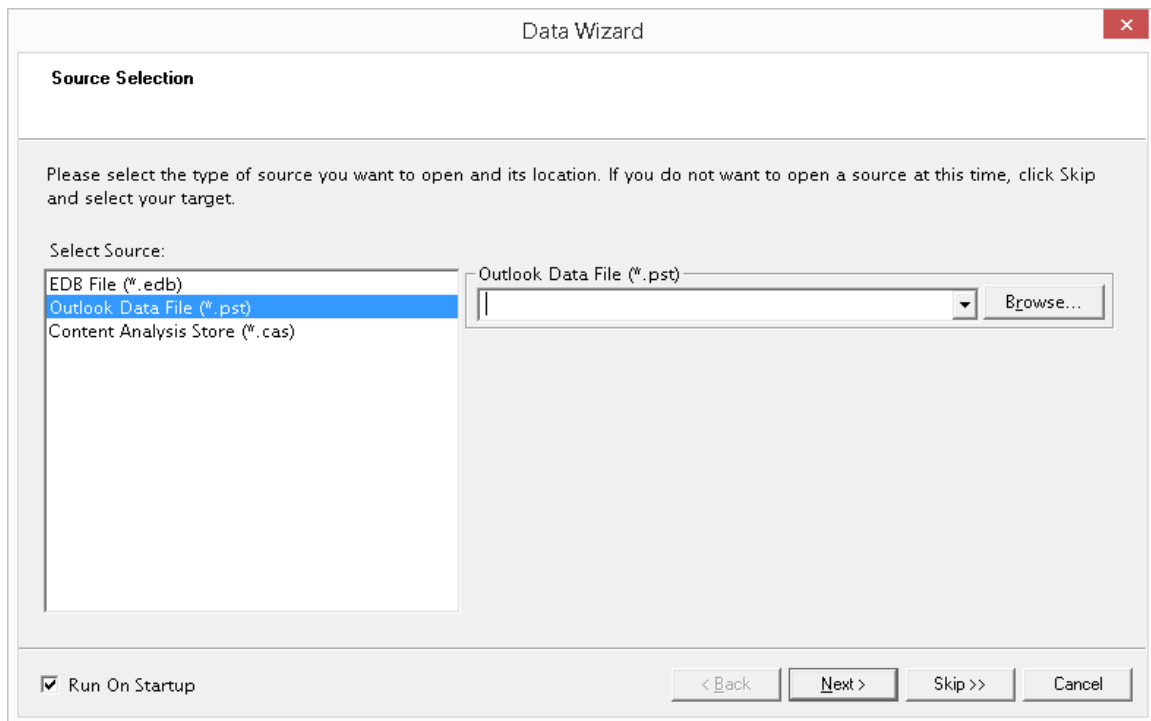 Data Wizard
Source Selection
Please select the type of source you want to open and its location. If you do not want to open a source at this time, click Skip
and select your target.
Select Source:
EDB File (*.edb)
Outlook Data File (*.pst)
Content Analysis Store (*.cas)
Outlook Data File (*.pst)
Browse...
Run On Startup
< Back
Next >
Skip >>
Cancel